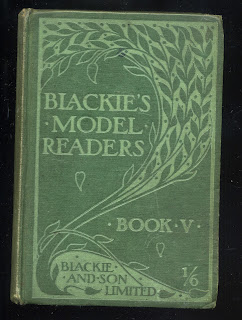 BLACKIE'S
·MODEL·
READERS
·BOOK·V·
BLACKIE·
·AND·SON·
LIMITED
1/6